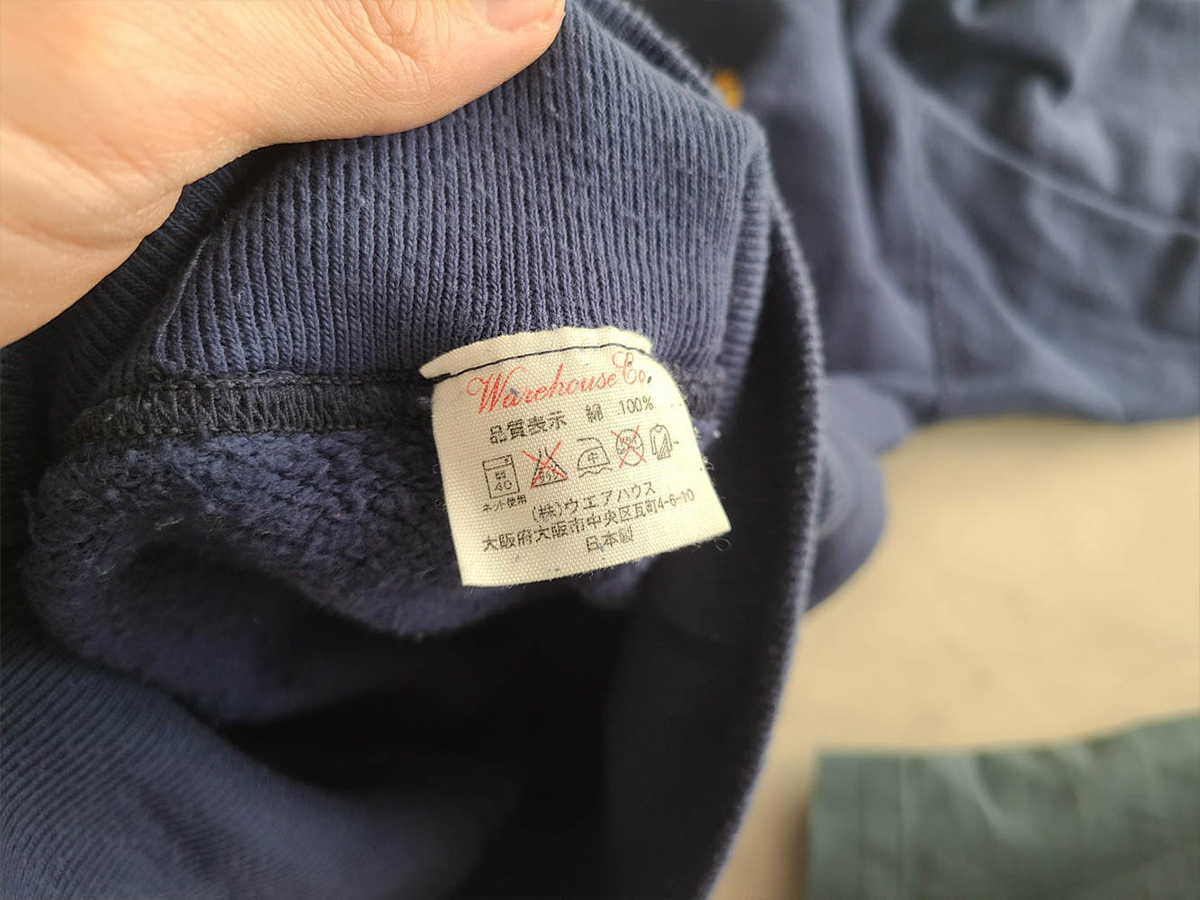 Warehouse Co.
品質表示 綿 100%
40 中
ネット使用
(株)ウエアハウス
大阪府大阪市中央区瓦町4-6-10
日本製